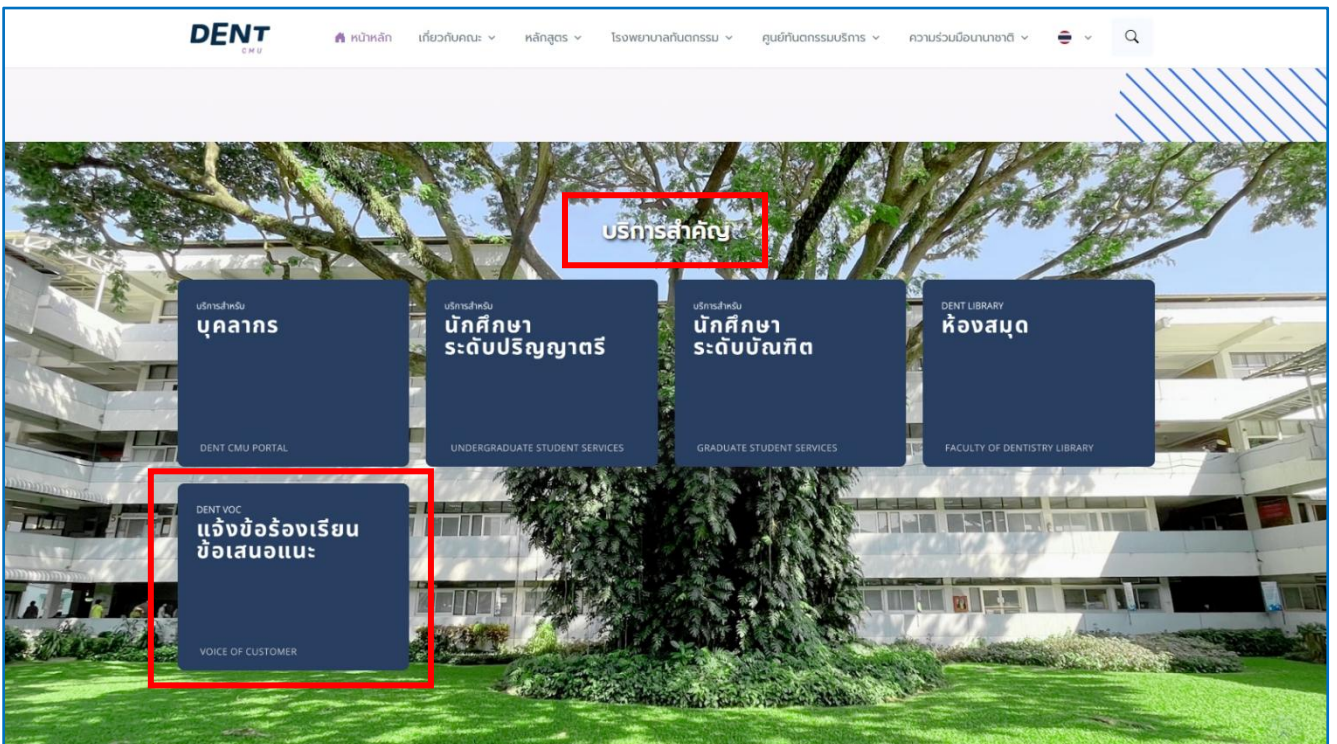 DENT
CMU
หน้าหลัก
เกี่ยวกับคณะ
หลักสูตร
โรงพยาบาลทันตกรรม
ศูนย์ทันตกรรมบริการ
ความร่วมมือนานาชาติ
บริการสำคัญ
บริการสำหรับ
บุคลากร
DENT CMU PORTAL
บริการสำหรับ
นักศึกษา
ระดับปริญญาตรี
UNDERGRADUATE STUDENT SERVICES
บริการสำหรับ
นักศึกษา
ระดับบัณฑิต
GRADUATE STUDENT SERVICES
DENT LIBRARY
ห้องสมุด
FACULTY OF DENTISTRY LIBRARY
DENT VOC
แจ้งข้อร้องเรียน
ข้อเสนอแนะ
VOICE OF CUSTOMER